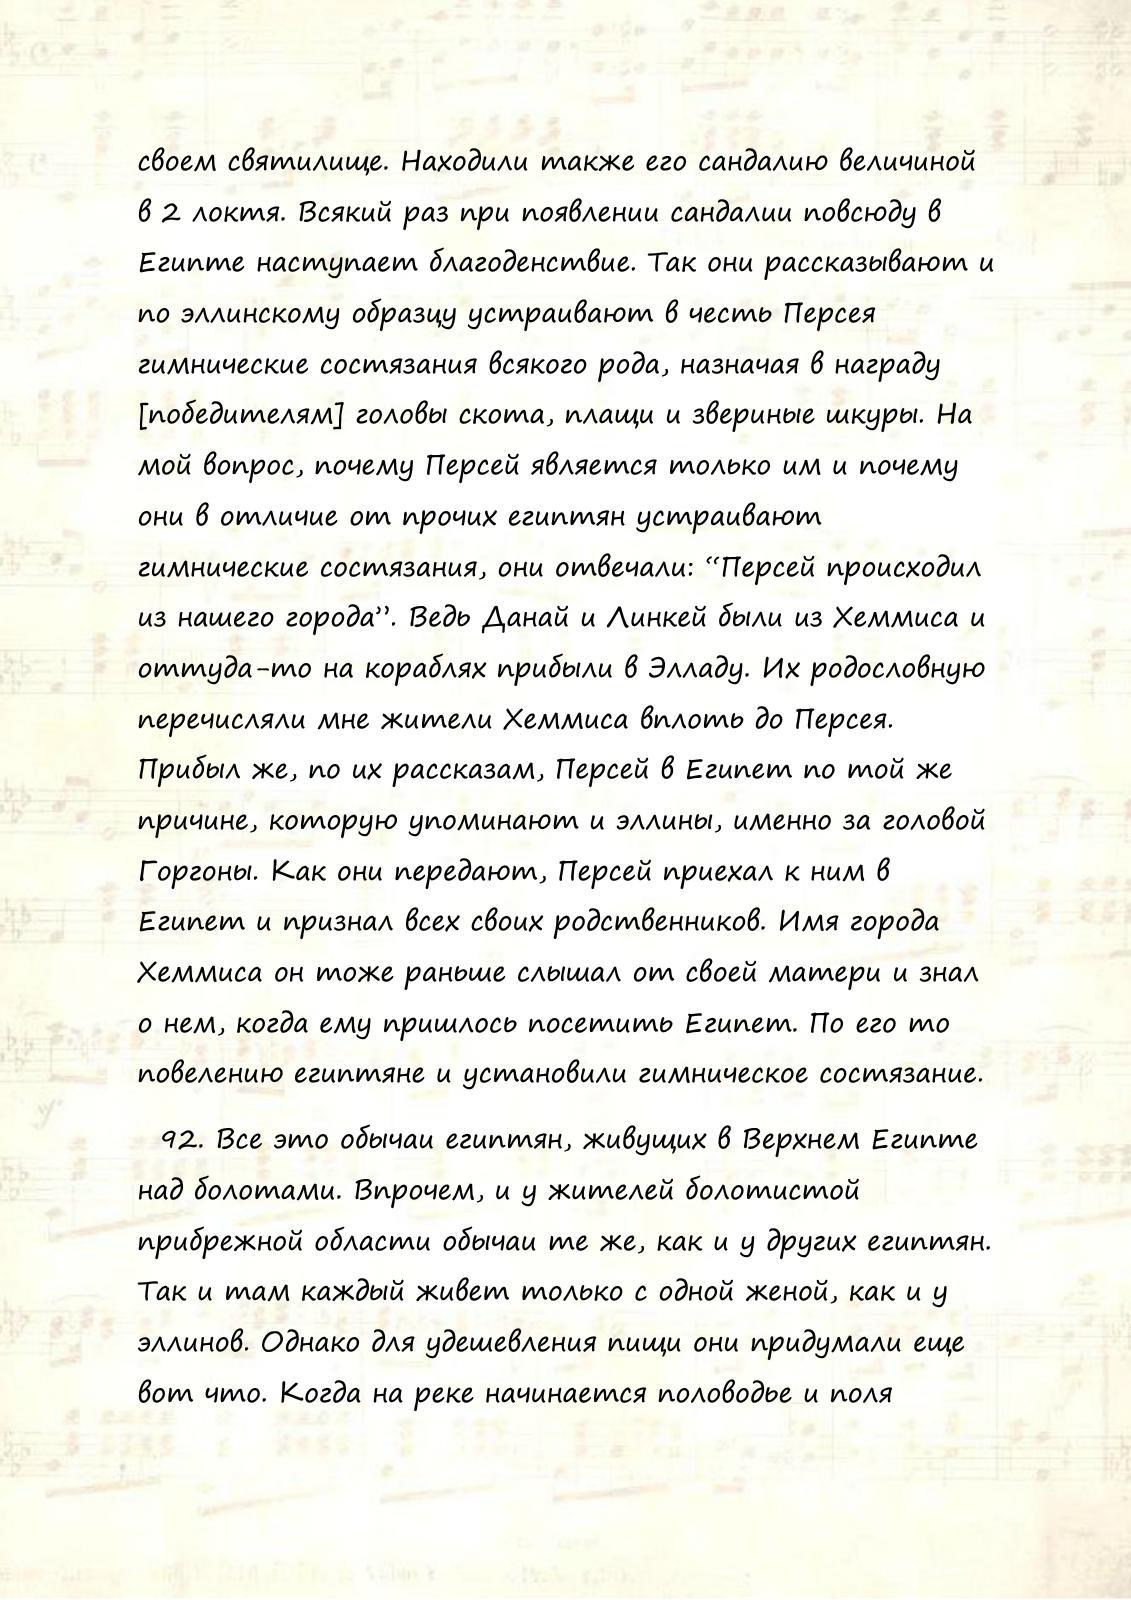 своем святилище. Находили также его сандалию величиной
в 2 локтя. Всякий раз при появлении сандалии повсюду в
Египте наступает благоденствие. Так они рассказывают и
по эллинскому образцу устраивают в честь Персея
гимнические состязания всякого рода, назначая в награду
[победителям] головы скота, плащи и звериные шкуры. На
мой вопрос, почему Персей является только им и почему
они в отличие от прочих египтян устраивают
гимнические состязания, они отвечали: “Персей происходил
из нашего города”. Ведь Данай и Линкей были из Хеммиса и
оттуда-то на кораблях прибыли в Элладу. Их родословную
перечисляли мне жители Хеммиса вплоть до Персея.
Прибыл же, по их рассказам, Персей в Египет по той же
причине, которую упоминают и эллины, именно за головой
Горгоны. Как они передают, Персей приехал к ним в
Египет и признал всех своих родственников. Имя города
Хеммиса он тоже раньше слышал от своей матери и знал
о нем, когда ему пришлось посетить Египет. По его то
повелению египтяне и установили гимническое состязание.
92. Все это обычаи египтян, живущих в Верхнем Египте
над болотами. Впрочем, и у жителей болотистой
прибрежной области обычаи те же, как и у других египтян.
Так и там каждый живет только с одной женой, как и у
эллинов. Однако для удешевления пищи они придумали еще
вот что. Когда на реке начинается половодье и поля